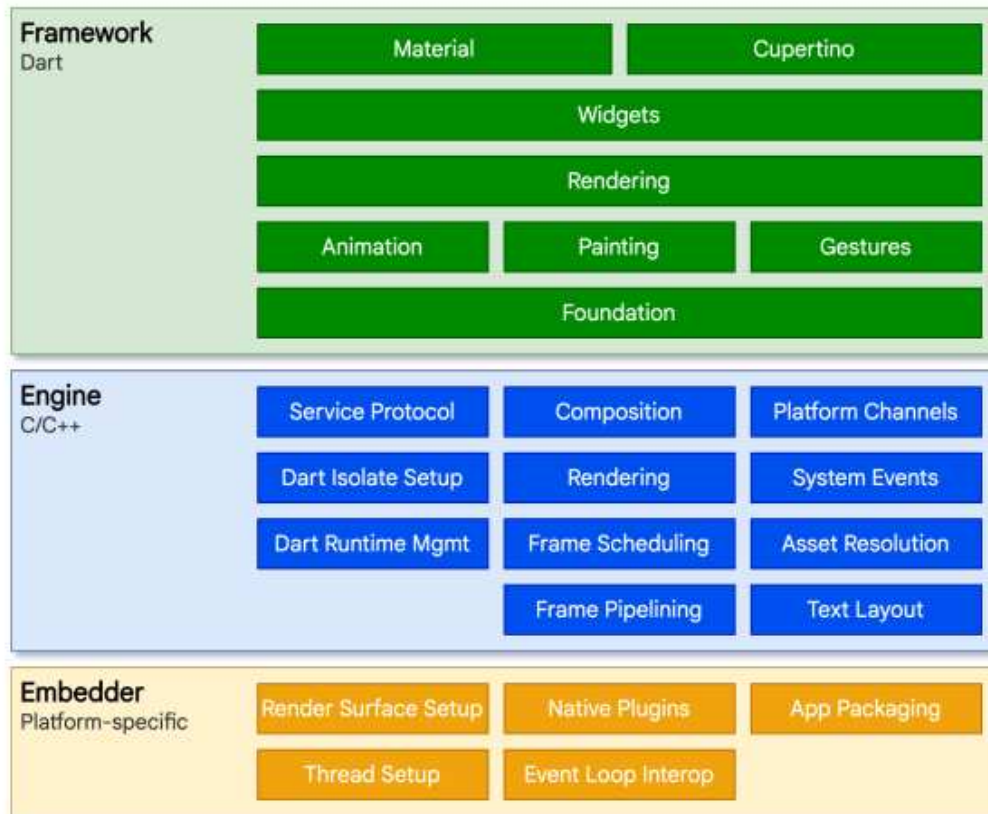 Framework
Dart
Material
Cupertino
Widgets
Rendering
Animation
Painting
Gestures
Foundation
Engine
C/C++
Service Protocol
Composition
Platform Channels
Dart Isolate Setup
Rendering
System Events
Dart Runtime Mgmt
Frame Scheduling
Asset Resolution
Frame Pipelining
Text Layout
Embedder
Platform-specific
Render Surface Setup
Native Plugins
App Packaging
Thread Setup
Event Loop Interop